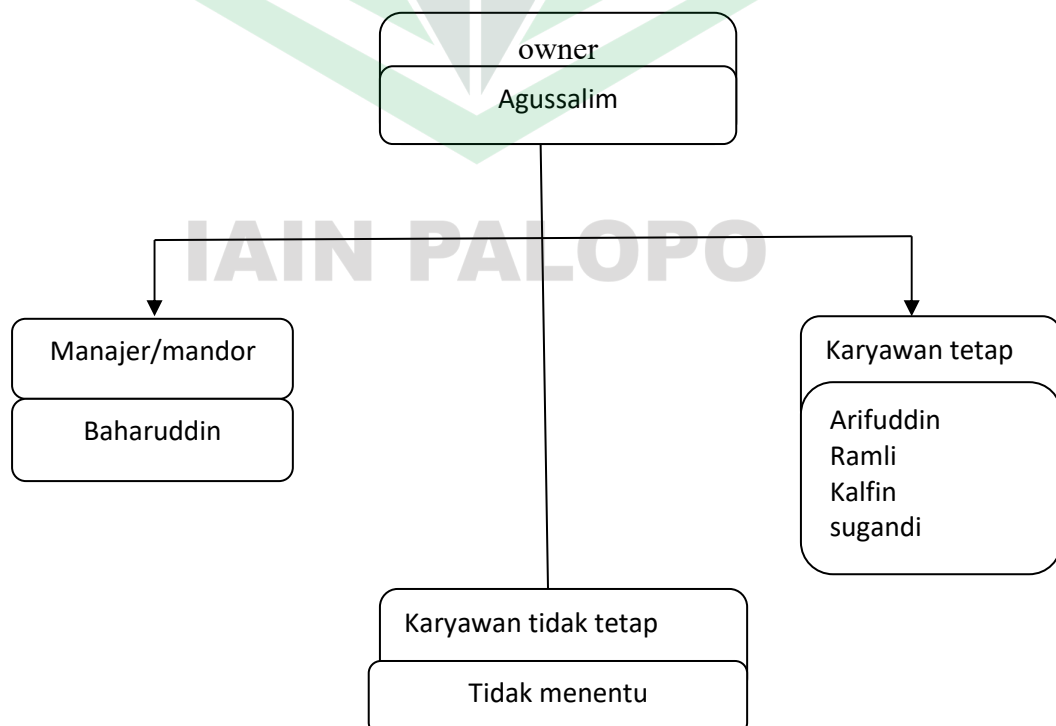 owner
Agussalim
IAIN PALOPO
Manajer/mandor
Baharuddin
Karyawan tetap
Arifuddin
Ramli
Kalfin
sugandi
Karyawan tidak tetap
Tidak menentu